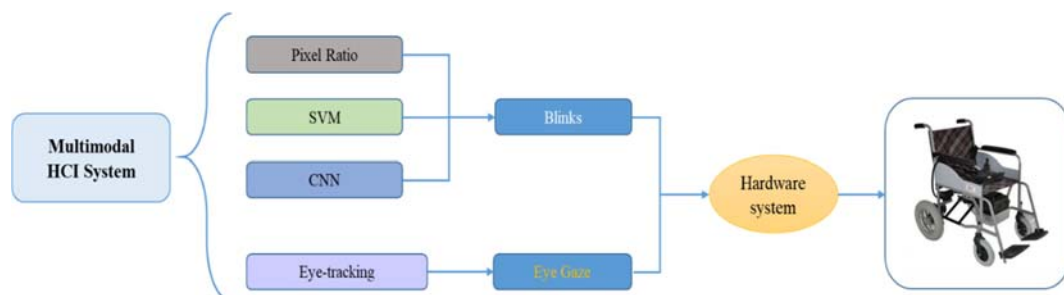 Multimodal
HCI System
Pixel Ratio
SVM
CNN
Eye-tracking
Blinks
Eye Gaze
Hardware
system